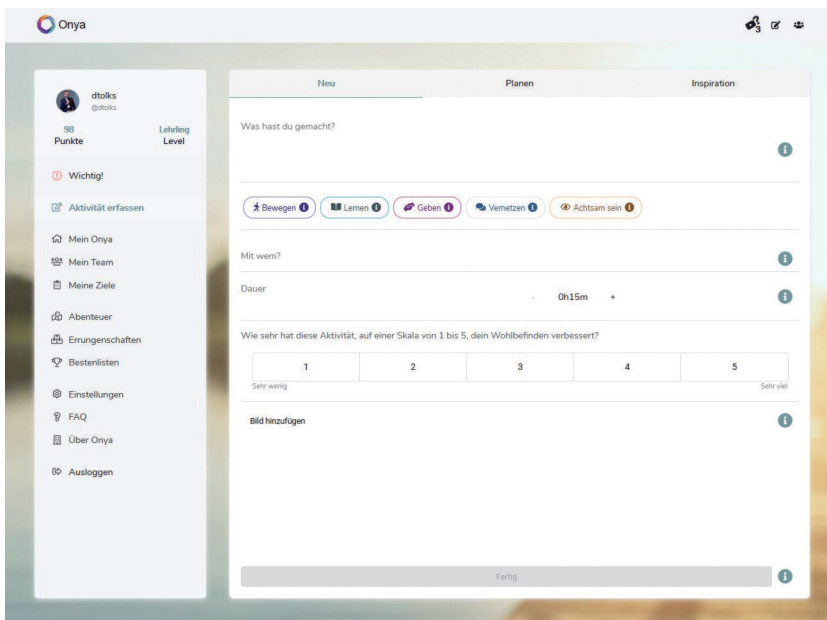 Onya
3
dtolks
@dtolks
98 Lehrling
Punkte Level
Wichtig!
Aktivität erfassen
Mein Onya
Mein Team
Meine Ziele
Abenteuer
Errungenschaften
Bestenlisten
Einstellungen
FAQ
Über Onya
Ausloggen
Neu Planen Inspiration
Was hast du gemacht?
Bewegen Lernen Geben Vernetzen Achtsam sein
Mit wem?
Dauer - 0h15m +
Wie sehr hat diese Aktivität, auf einer Skala von 1 bis 5, dein Wohlbefinden verbessert?
1 2 3 4 5
Sehr wenig Sehr viel
Bild hinzufügen
Fertig